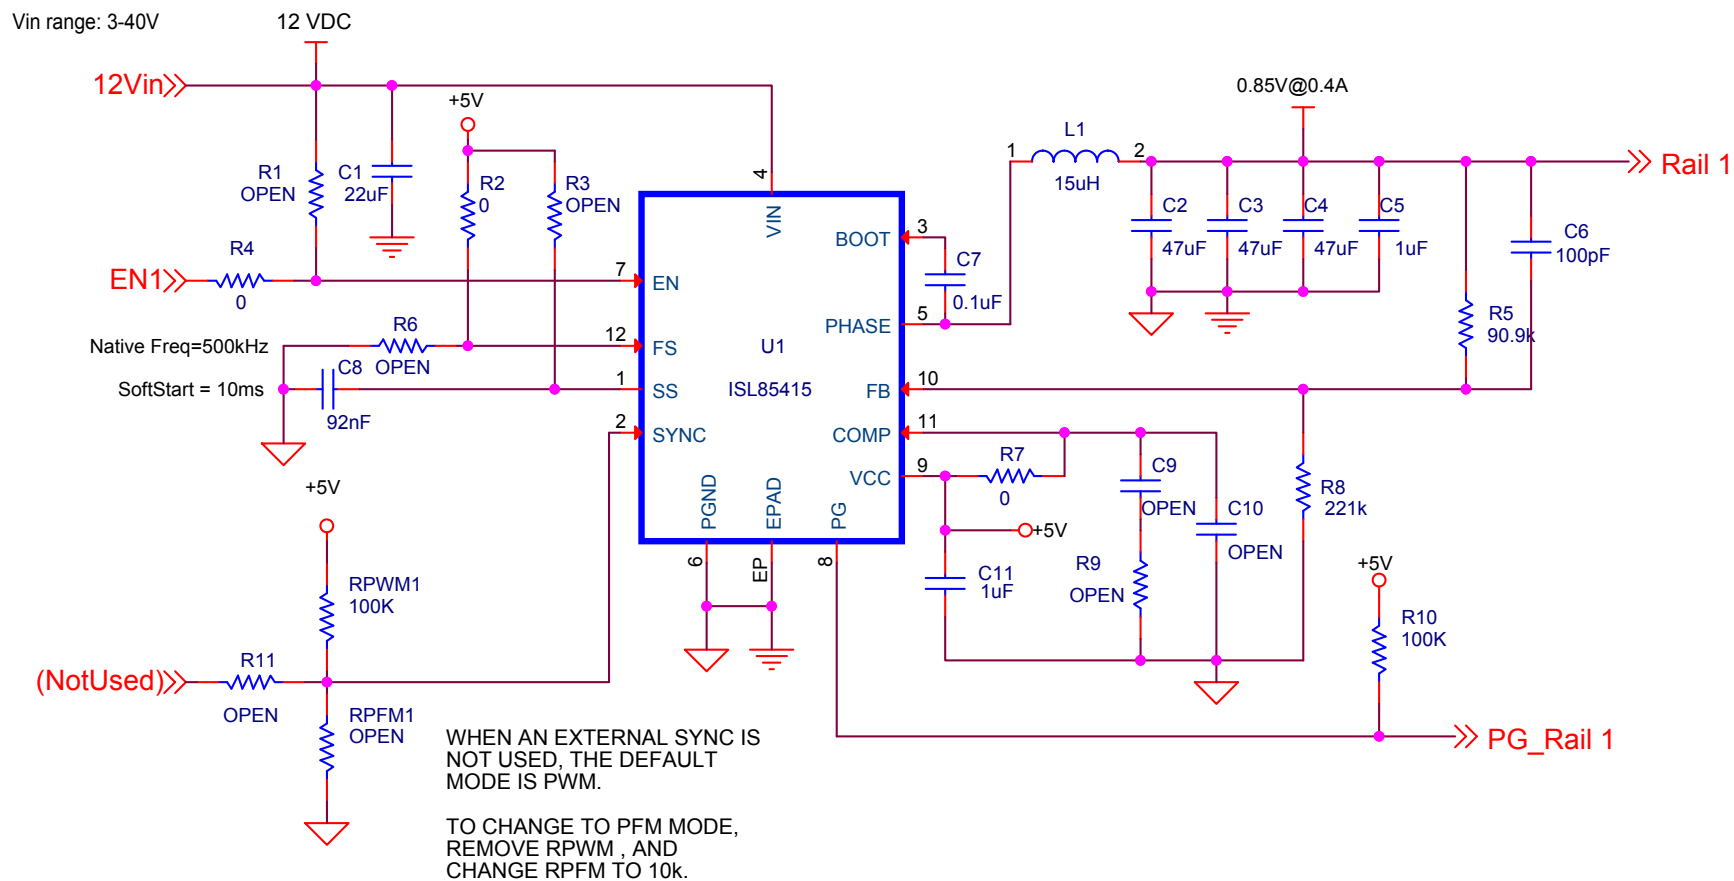 Vin range: 3-40V
12 VDC
12Vin
+5V
0.85V@0.4A
R1
OPEN
C1
22uF
R2
0
R3
OPEN
4
VIN
1
L1
2
15uH
Rail 1
C2
47uF
C3
47uF
C4
47uF
C5
1uF
C6
100pF
R4
0
EN1
7
EN
BOOT
3
C7
0.1uF
PHASE
5
R5
90.9k
Native Freq=500kHz
R6
OPEN
12
FS
U1
ISL85415
SoftStart = 10ms
C8
92nF
1
SS
FB
10
2
SYNC
COMP
11
VCC
9
R7
0
C9
OPEN
C10
OPEN
R8
221k
PGND
EPAD
PG
6
EP
8
+5V
C11
1uF
R9
OPEN
+5V
RPWM1
100K
+5V
R10
100K
(NotUsed)
R11
OPEN
RPFM1
OPEN
PG_Rail 1
WHEN AN EXTERNAL SYNC IS
NOT USED, THE DEFAULT
MODE IS PWM.
TO CHANGE TO PFM MODE,
REMOVE RPWM , AND
CHANGE RPFM TO 10k.